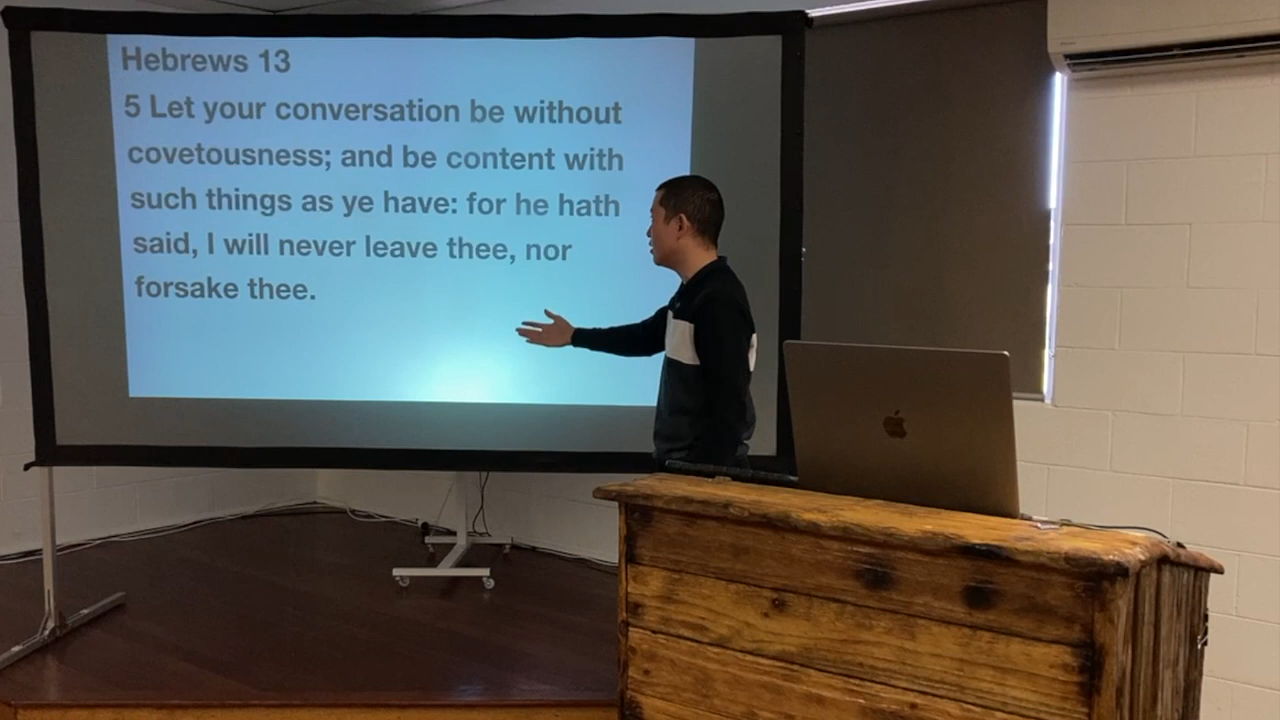 Hebrews 13
5 Let your conversation be without
covetousness; and be content with
such things as ye have: for he hath
said, I will never leave thee, nor
forsake thee.